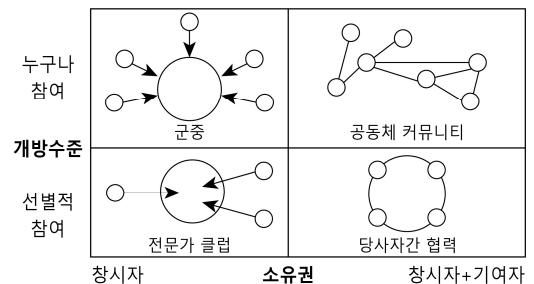 누구나
참여
군중
공동체 커뮤니티
개방수준
선별적
참여
전문가 클럽
당사자간 협력
창시자
소유권
창시자+기여자